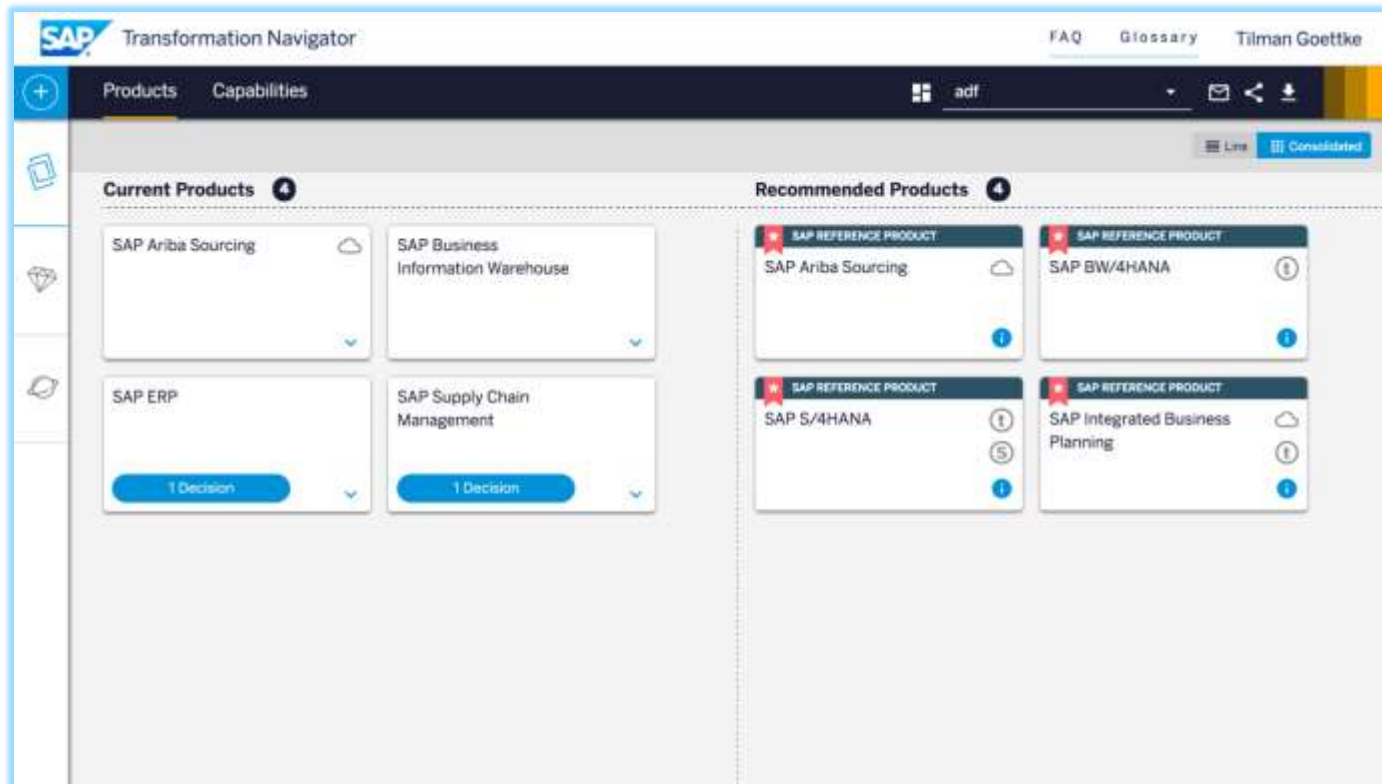 SAP Transformation Navigator
FAQ Glossary Tilman Goettke
Products Capabilities adf
Line Consolidated
Current Products 4
Recommended Products 4
SAP Ariba Sourcing
SAP Business
Information Warehouse
SAP REFERENCE PRODUCT
SAP Ariba Sourcing
SAP REFERENCE PRODUCT
SAP BW/4HANA
t
i
i
SAP ERP
1 Decision
SAP Supply Chain
Management
1 Decision
SAP REFERENCE PRODUCT
SAP S/4HANA
t
S
i
SAP REFERENCE PRODUCT
SAP Integrated Business
Planning
t
i